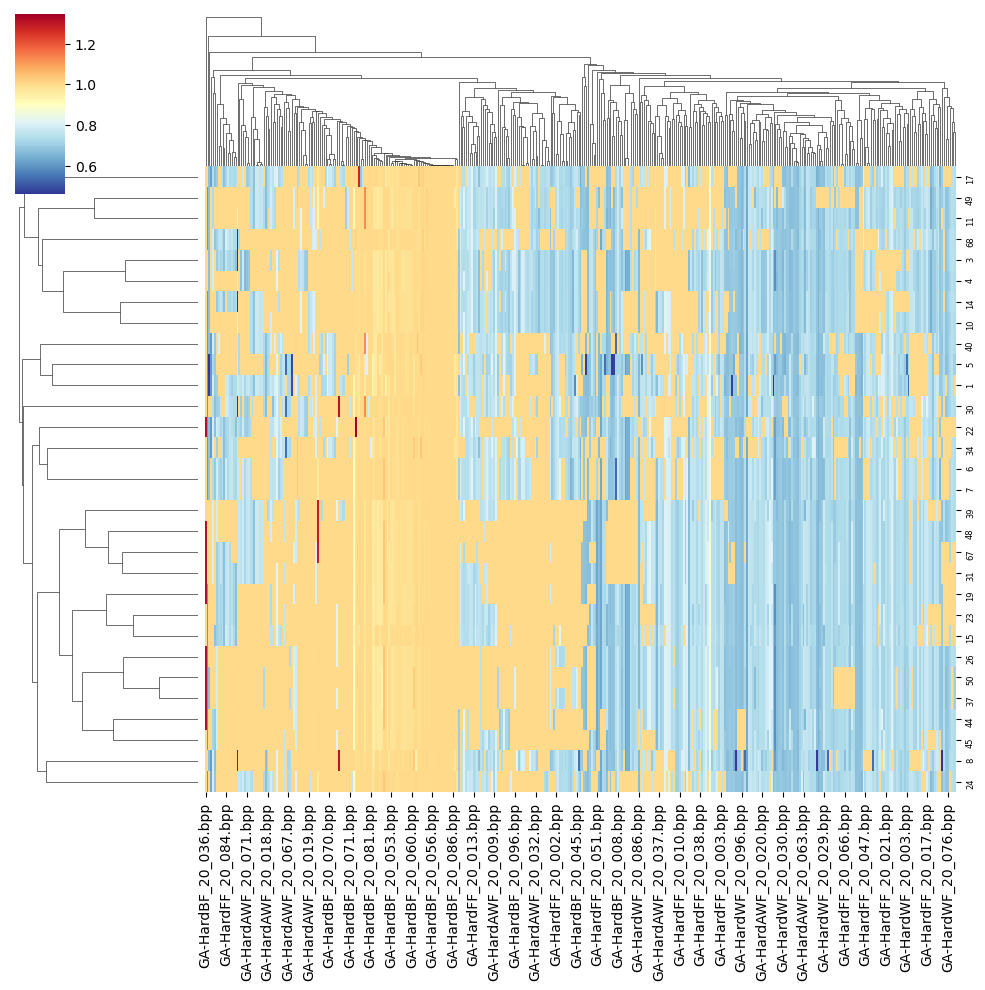 1.2
1.0
0.8
0.6
17
49
11
68
3
4
14
10
40
5
1
30
22
34
6
7
39
48
67
31
19
23
15
26
50
37
44
45
8
24
GA-HardBF_20_036.bpp
GA-HardFF_20_084.bpp
GA-HardAWF_20_071.bpp
GA-HardAWF_20_018.bpp
GA-HardAWF_20_067.bpp
GA-HardAWF_20_019.bpp
GA-HardBF_20_070.bpp
GA-HardBF_20_071.bpp
GA-HardBF_20_081.bpp
GA-HardBF_20_053.bpp
GA-HardBF_20_060.bpp
GA-HardBF_20_056.bpp
GA-HardBF_20_086.bpp
GA-HardFF_20_013.bpp
GA-HardAWF_20_009.bpp
GA-HardBF_20_096.bpp
GA-HardAWF_20_032.bpp
GA-HardFF_20_002.bpp
GA-HardBF_20_045.bpp
GA-HardFF_20_051.bpp
GA-HardBF_20_008.bpp
GA-HardWF_20_086.bpp
GA-HardAWF_20_037.bpp
GA-HardFF_20_010.bpp
GA-HardFF_20_038.bpp
GA-HardFF_20_003.bpp
GA-HardWF_20_096.bpp
GA-HardAWF_20_020.bpp
GA-HardWF_20_030.bpp
GA-HardAWF_20_063.bpp
GA-HardWF_20_029.bpp
GA-HardFF_20_066.bpp
GA-HardFF_20_047.bpp
GA-HardFF_20_021.bpp
GA-HardWF_20_003.bpp
GA-HardFF_20_017.bpp
GA-HardWF_20_076.bpp